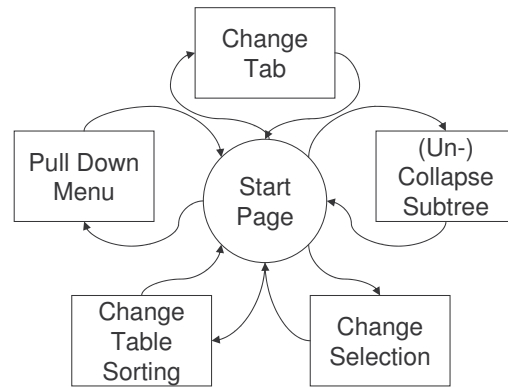 Change
Tab
Pull Down
Menu
(Un-)
Collapse
Subtree
Start
Page
Change
Table
Sorting
Change
Selection